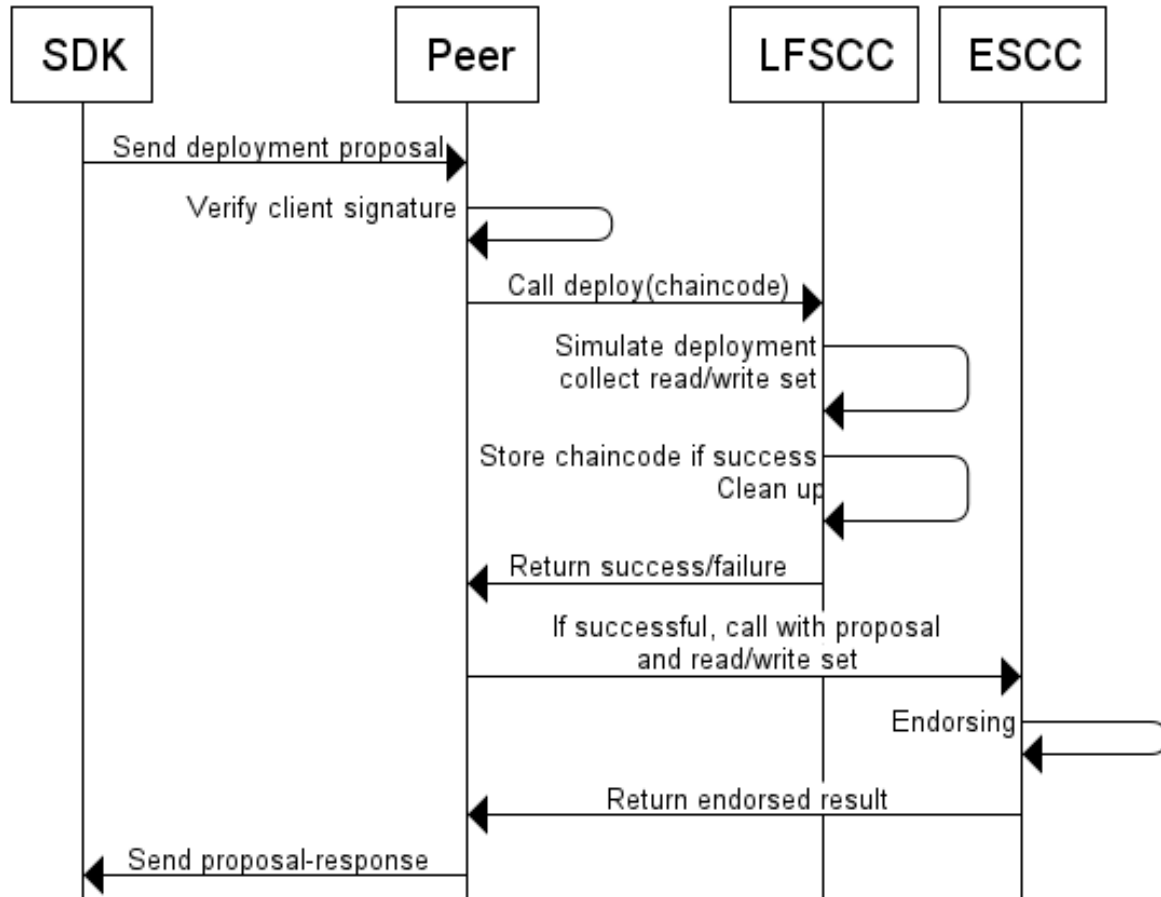 SDK
Peer
LFSCC
ESCC
Send deployment proposal
Verify client signature
Call deploy(chaincode)
Simulate deployment
collect read/write set
Store chaincode if success
Clean up
Return success/failure
If successful, call with proposal
and read/write set
Endorsing
Return endorsed result
Send proposal-response